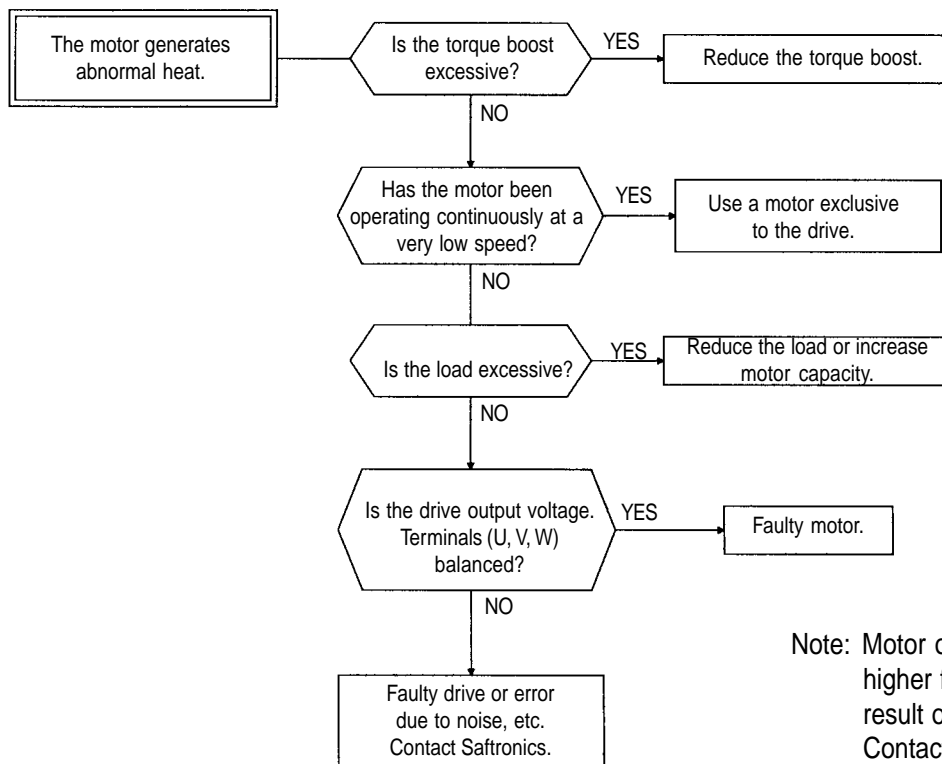 The motor generates
abnormal heat.
Is the torque boost
excessive?
YES
Reduce the torque boost.
NO
Has the motor been
operating continuously at a
very low speed?
YES
Use a motor exclusive
to the drive.
NO
Is the load excessive?
YES
Reduce the load or increase
motor capacity.
NO
Is the drive output voltage.
Terminals (U, V, W)
balanced?
YES
Faulty motor.
NO
Faulty drive or error
due to noise, etc.
Contact Saftronics.
Note: Motor
higher
result
Contac